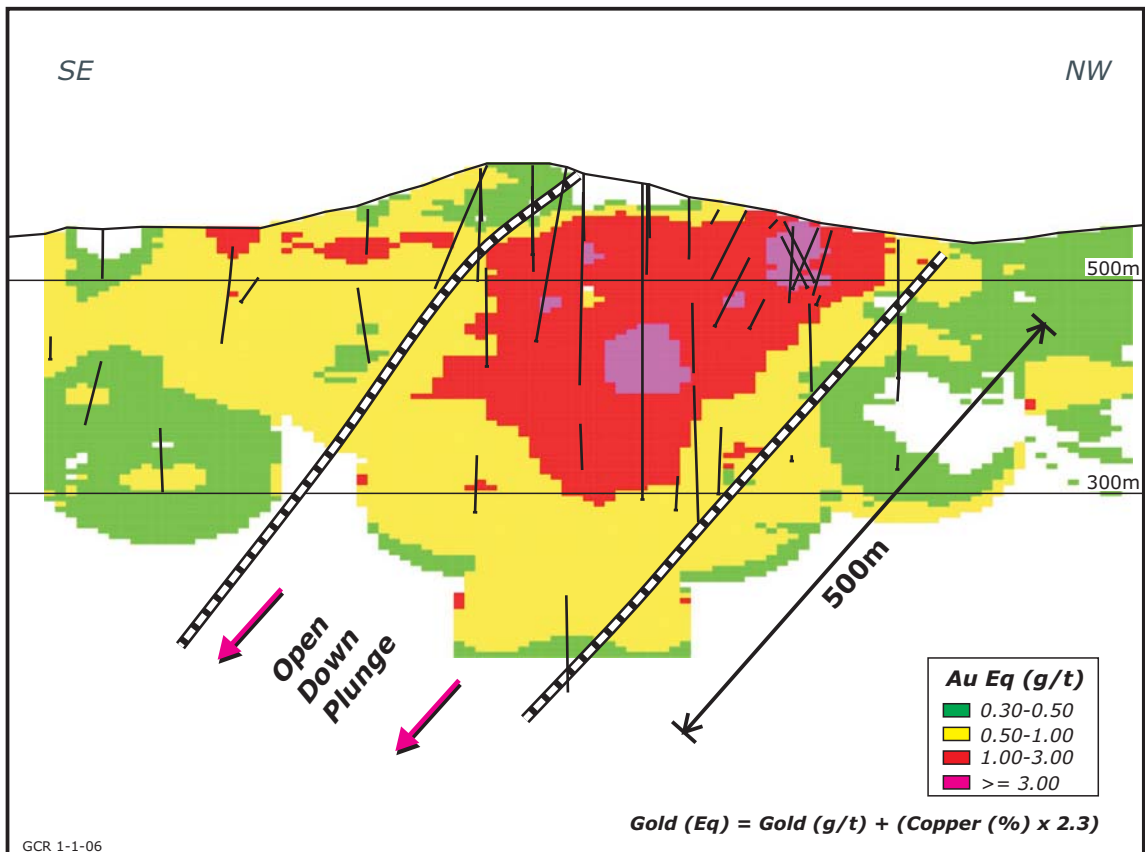 SE
NW
500m
300m
500m
Open
Down
Plunge
Au Eq (g/t)
0.30-0.50
0.50-1.00
1.00-3.00
>= 3.00
Gold (Eq) = Gold (g/t) + (Copper (%) x 2.3)
GCR 1-1-06